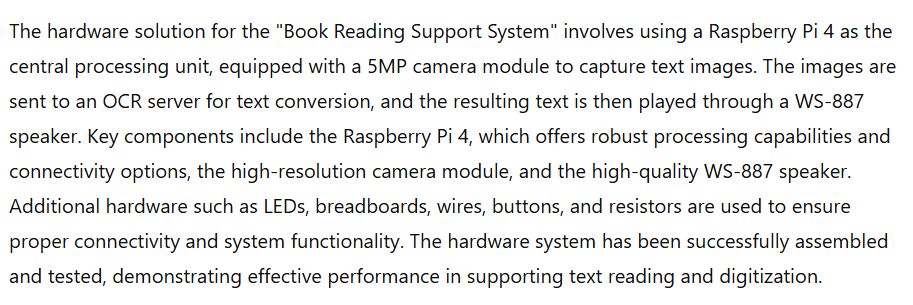 The hardware solution for the "Book Reading Support System" involves using a Raspberry Pi 4 as the
central processing unit, equipped with a 5MP camera module to capture text images. The images are
sent to an OCR server for text conversion, and the resulting text is then played through a WS-887
speaker. Key components include the Raspberry Pi 4, which offers robust processing capabilities and
connectivity options, the high-resolution camera module, and the high-quality WS-887 speaker.
Additional hardware such as LEDs, breadboards, wires, buttons, and resistors are used to ensure
proper connectivity and system functionality. The hardware system has been successfully assembled
and tested, demonstrating effective performance in supporting text reading and digitization.